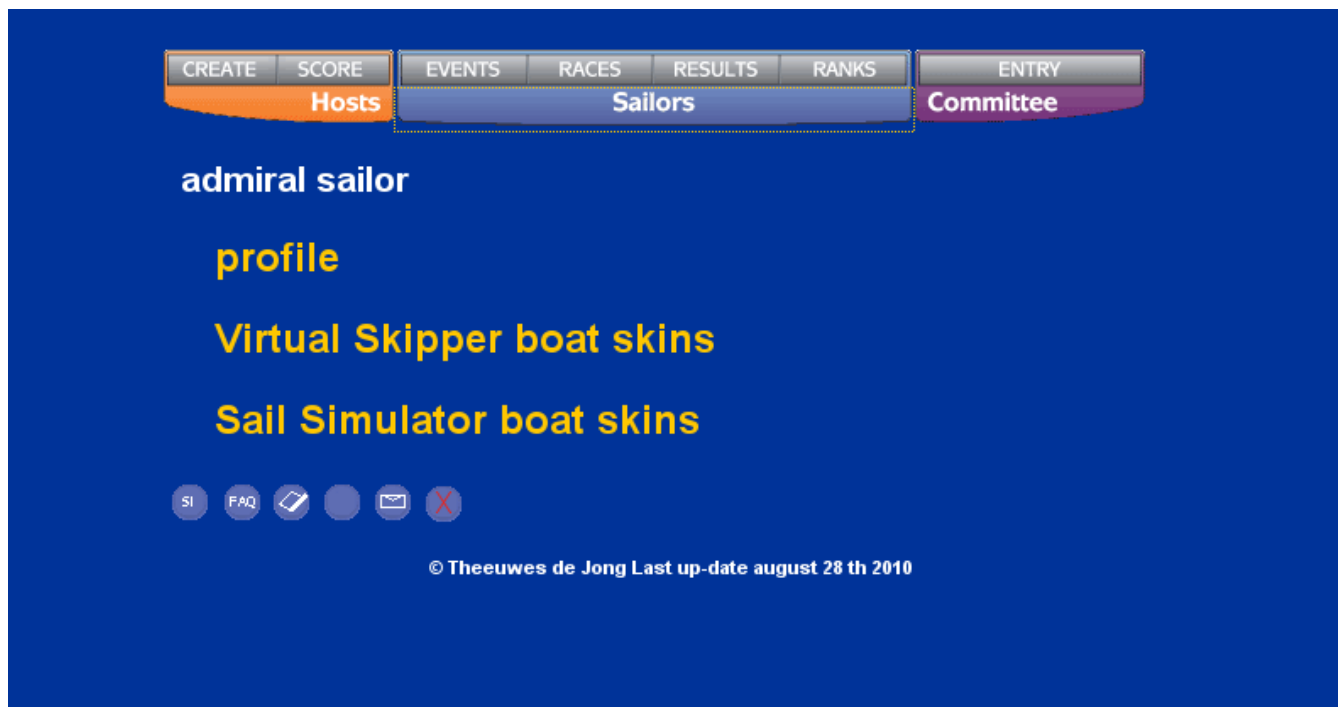 CREATE SCORE EVENTS RACES RESULTS RANKS ENTRY
Hosts Sailors Committee
admiral sailor
profile
Virtual Skipper boat skins
Sail Simulator boat skins
SI FAQ X
© Theeuwes de Jong Last up-date august 28 th 2010